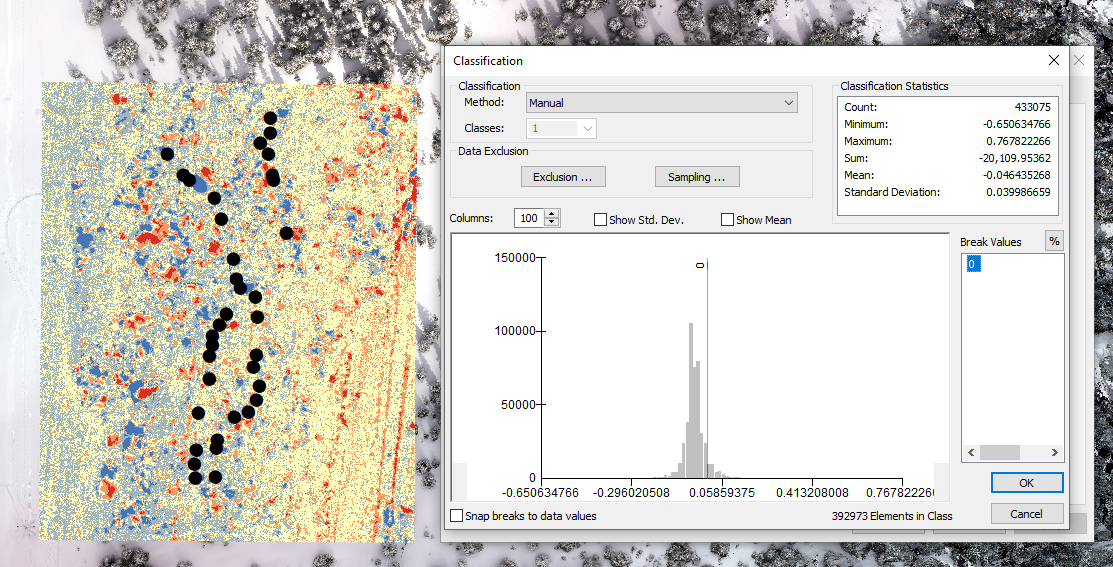 Classification
Classification
Method:
Manual
Classes:
1
Data Exclusion
Exclusion ...
Sampling ...
Classification Statistics
Count: 433075
Minimum: -0.650634766
Maximum: 0.767822266
Sum: -20,109.95362
Mean: -0.046435268
Standard Deviation: 0.039986659
Columns:
100
Show Std. Dev.
Show Mean
Break Values
%
0
0
150000
100000
50000
0
-0.650634766 -0.296020508 0.05859375 0.413208008 0.767822266
OK
Snap breaks to data values
392973 Elements in Class
Cancel